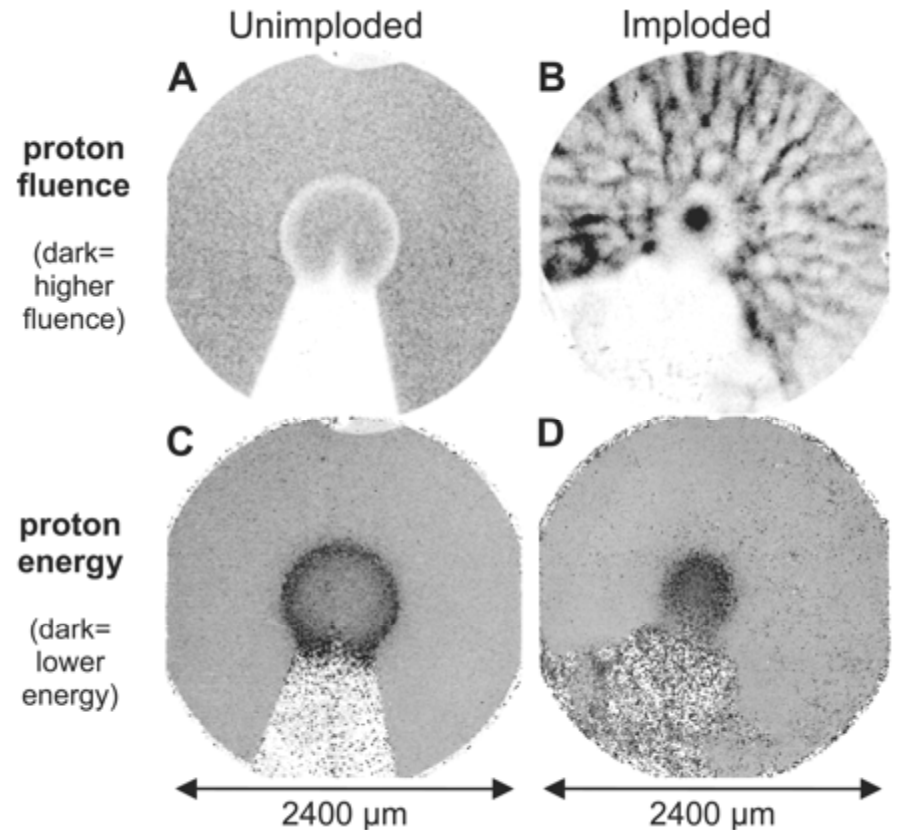 Unimploded Imploded
A B
proton
fluence
(dark=
higher
fluence)
C D
proton
energy
(dark=
lower
energy)
2400 µm 2400 µm